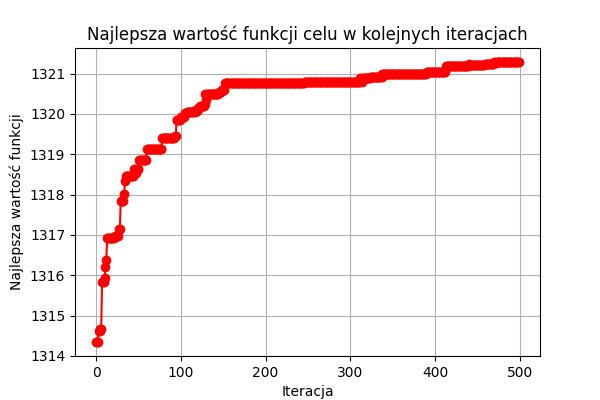 Najlepsza wartość funkcji celu w kolejnych iteracjach
Najlepsza wartość funkcji
1321
1320
1319
1318
1317
1316
1315
1314
0 100 200 300 400 500
Iteracja